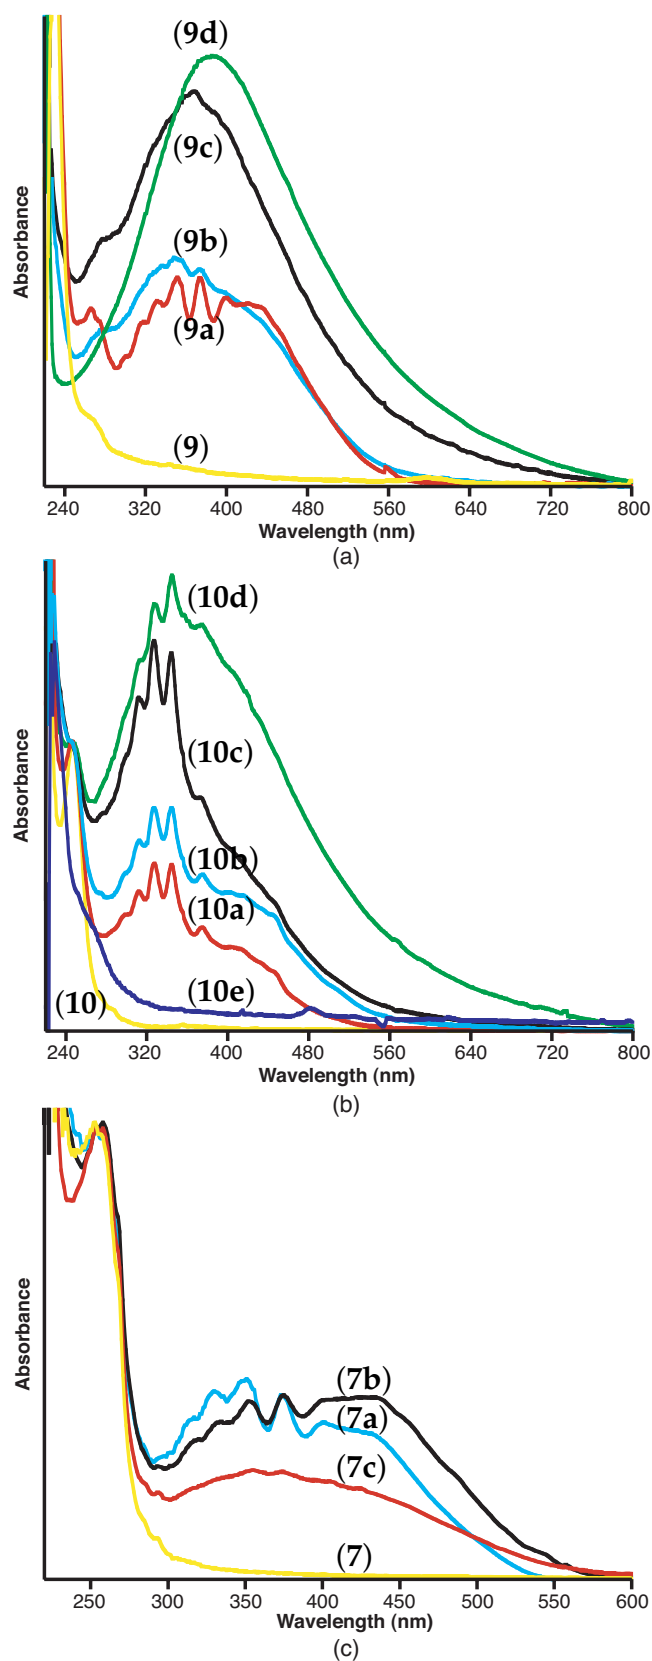 (9d)
(9c)
(9b)
(9a)
(9)
Absorbance
240 320 400 480 560 640 720 800
Wavelength (nm)
(a)
(10d)
(10c)
(10b)
(10a)
(10) (10e)
Absorbance
240 320 400 480 560 640 720 800
Wavelength (nm)
(b)
(7b)
(7a)
(7c)
(7)
Absorbance
250 300 350 400 450 500 550 600
Wavelength (nm)
(c)